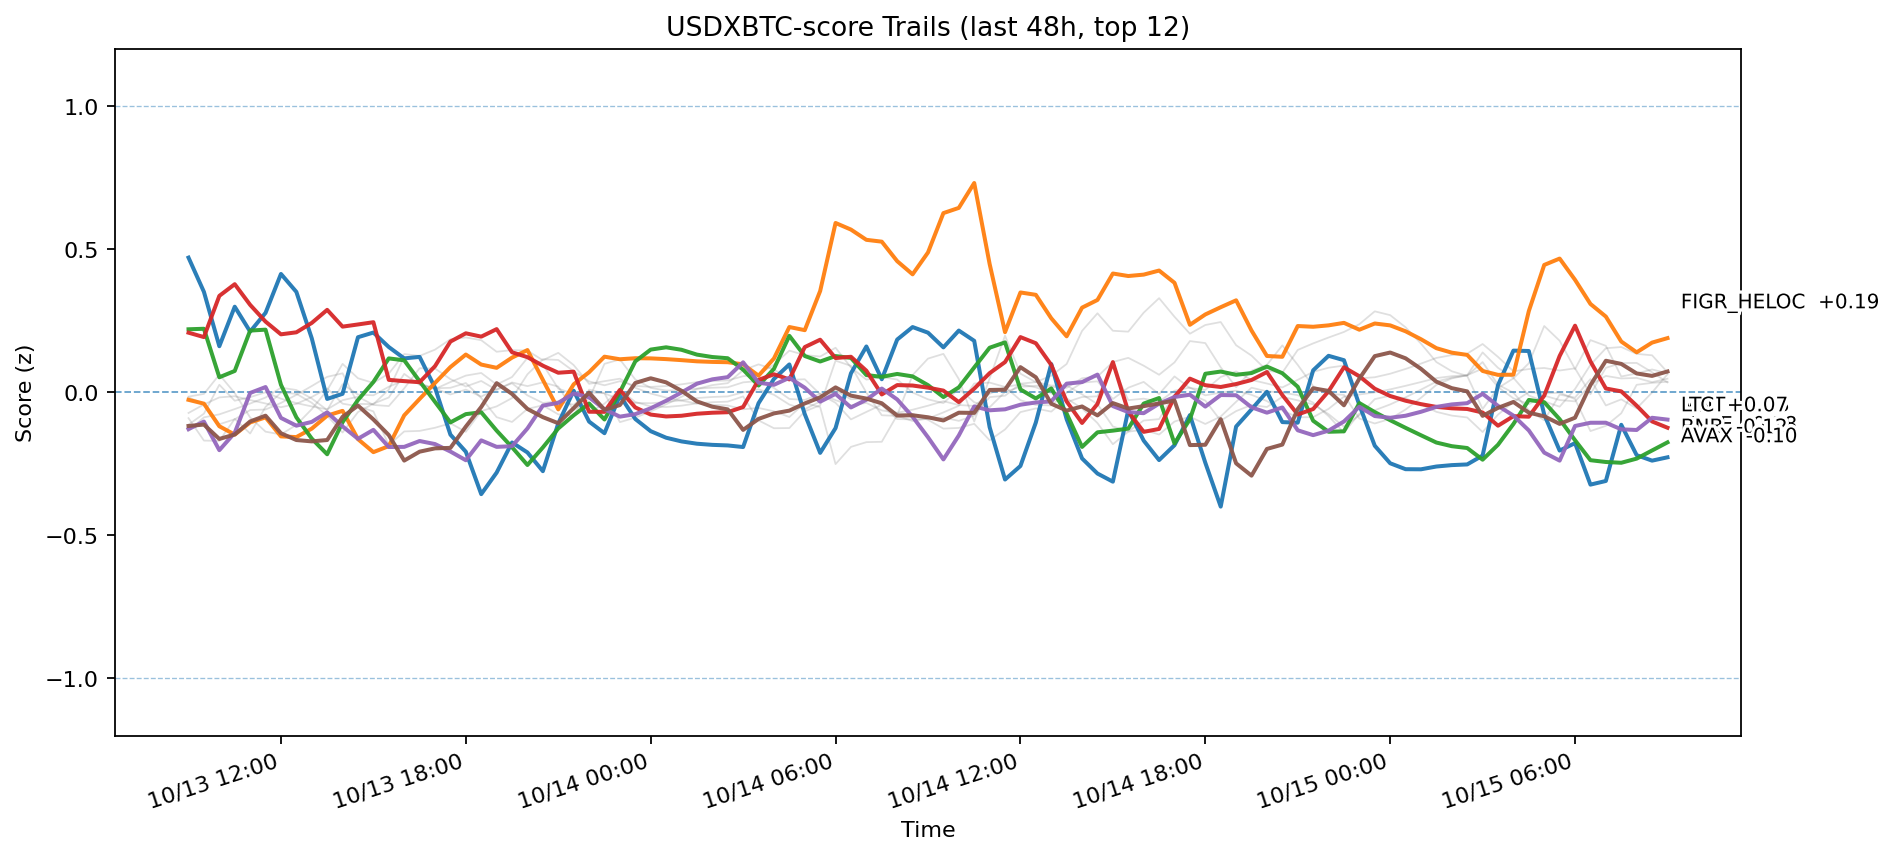 USDXBTC-score Trails (last 48h, top 12)
Score (z)
1.0
0.5
0.0
−0.5
−1.0
FIGR_HELOC +0.19
+0.07
AVAX -0.10
10/13 12:00
10/13 18:00
10/14 00:00
10/14 06:00
10/14 12:00
10/14 18:00
10/15 00:00
10/15 06:00
Time